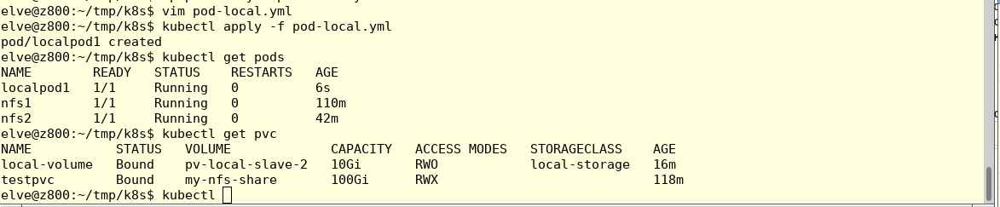 elve@z800:~/tmp/k8s$ vim pod-local.yml
elve@z800:~/tmp/k8s$ kubectl apply -f pod-local.yml
pod/localpod1 created
elve@z800:~/tmp/k8s$ kubectl get pods
NAME        READY   STATUS    RESTARTS   AGE
localpod1   1/1     Running   0          6s
nfs1        1/1     Running   0          110m
nfs2        1/1     Running   0          42m
elve@z800:~/tmp/k8s$ kubectl get pvc
NAME           STATUS   VOLUME             CAPACITY   ACCESS MODES   STORAGECLASS    AGE
local-volume   Bound    pv-local-slave-2   10Gi       RWO            local-storage   16m
testpvc        Bound    my-nfs-share       100Gi      RWX                            118m
elve@z800:~/tmp/k8s$ kubectl